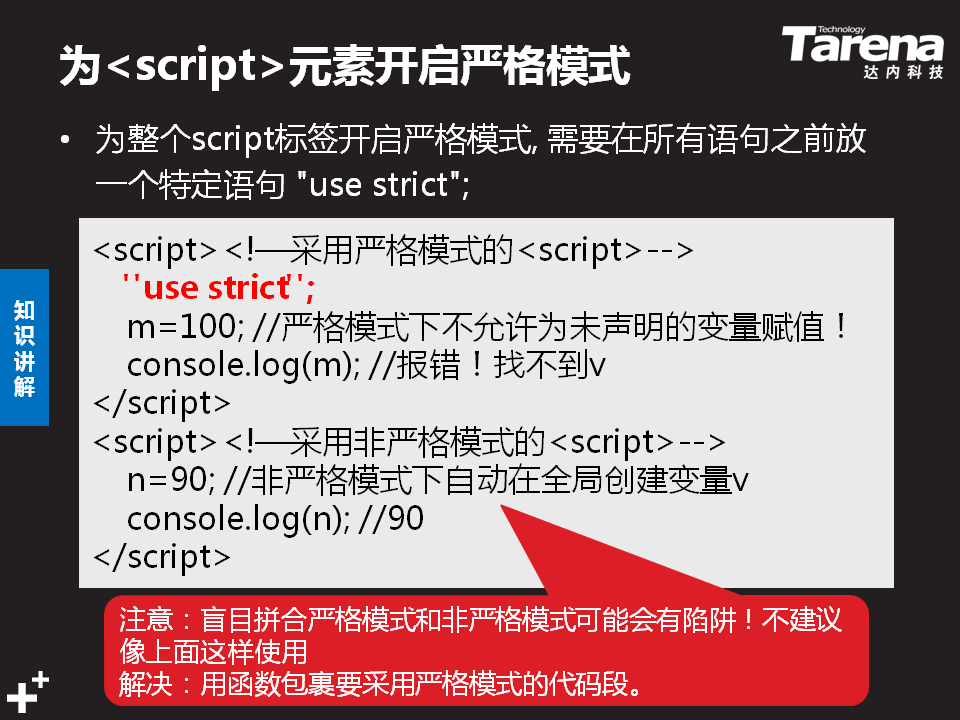 为<script>元素开启严格模式
Technology
Tarena
达内科技
• 为整个script标签开启严格模式, 需要在所有语句之前放
一个特定语句 "use strict";
<script><!—采用严格模式的<script>-->
''use strict'';
m=100; //严格模式下不允许为未声明的变量赋值！
console.log(m); //报错！找不到v
</script>
<script><!—采用非严格模式的<script>-->
n=90; //非严格模式下自动在全局创建变量v
console.log(n); //90
</script>
知识讲解
注意：盲目拼合严格模式和非严格模式可能会有陷阱！不建议
像上面这样使用
解决：用函数包裹要采用严格模式的代码段。